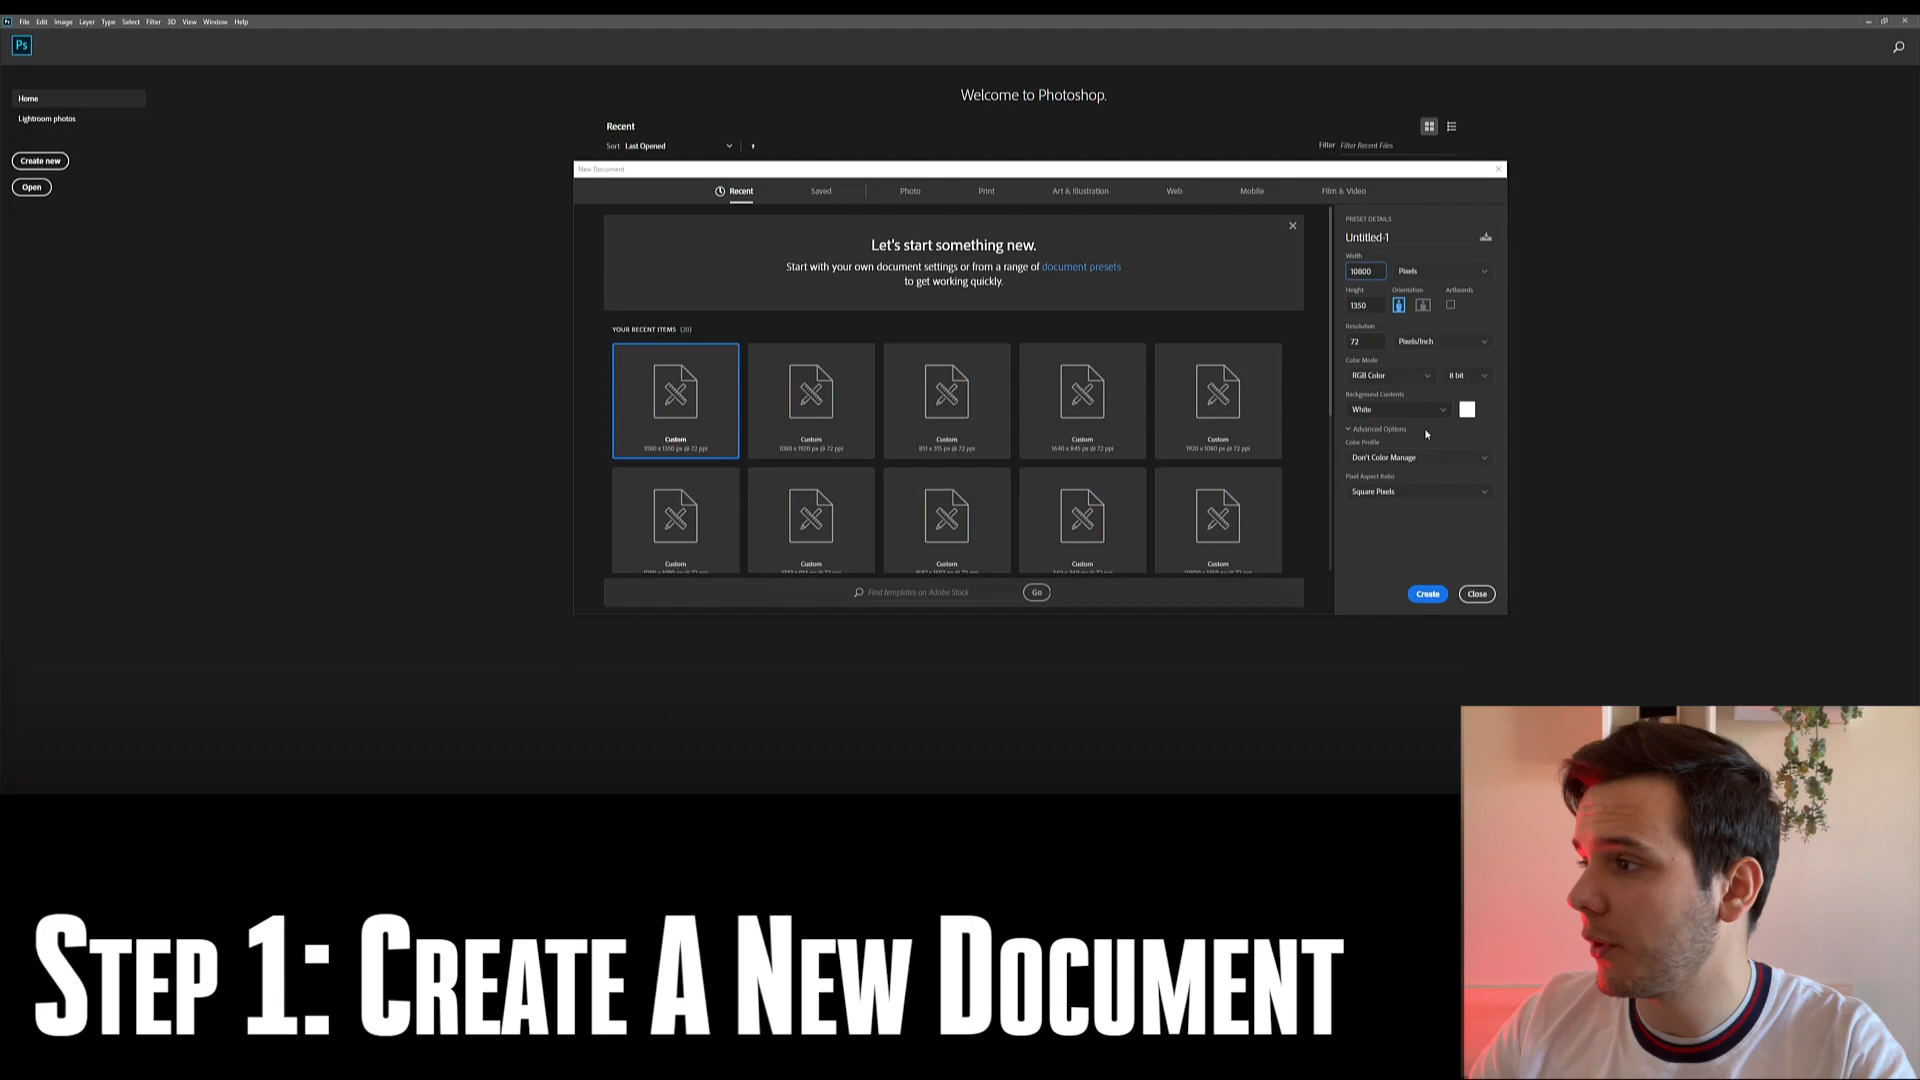 Ps File Edit Image Layer Type Select Filter 3D View Window Help
Ps
Home
Lightroom photos
Create new
Open
Welcome to Photoshop.
Recent
Sort Last Opened
Filter Filter Recent Files
New Document
Recent Saved Photo Print Art & Illustration Web Mobile Film & Video
Let's start something new.
Start with your own document settings or from a range of document presets
to get working quickly.
YOUR RECENT ITEMS (20)
Custom Custom Custom Custom Custom
1080 x 1350 px @ 72 ppi 1080 x 1920 px @ 72 ppi 851 x 315 px @ 72 ppi 1640 x 845 px @ 72 ppi 1920 x 1080 px @ 72 ppi
Custom Custom Custom Custom Custom
Find templates on Adobe Stock Go
PRESET DETAILS
Untitled-1
Width
10800 Pixels
Height Orientation Artboards
1350
Resolution
72 Pixels/Inch
Color Mode
RGB Color 8 bit
Background Contents
White
Advanced Options
Color Profile
Don't Color Manage
Pixel Aspect Ratio
Square Pixels
Create Close
STEP 1: CREATE A NEW DOCUMENT